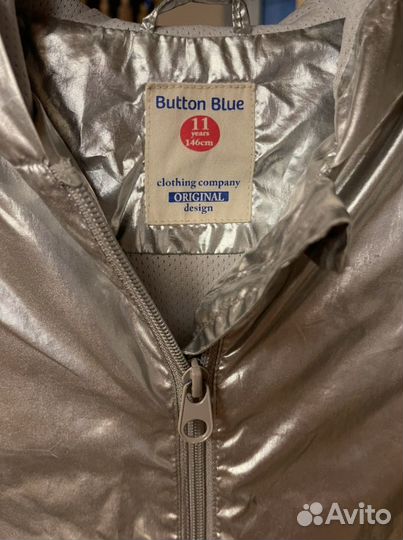 Button Blue
11
years
146cm
clothing company
ORIGINAL
design
Avito